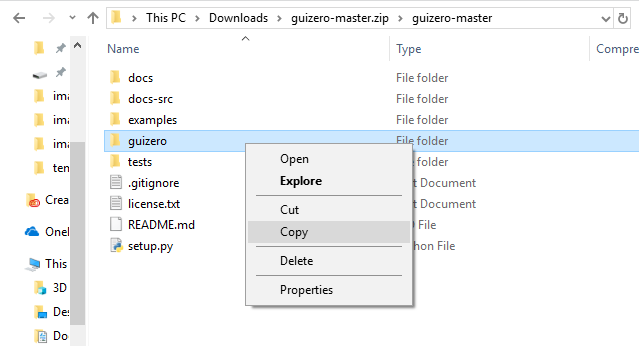 This PC > Downloads > guizero-master.zip > guizero-master
Name Type Compre
docs File folder
docs-src File folder
examples File folder
guizero File folder
tests File folder
.gitignore t Document
license.txt t Document
README.md File
setup.py hon File
Open
Explore
Cut
Copy
Delete
Properties
ima
ima
ima
ten
Crea
OneI
This
3D
Des
Do